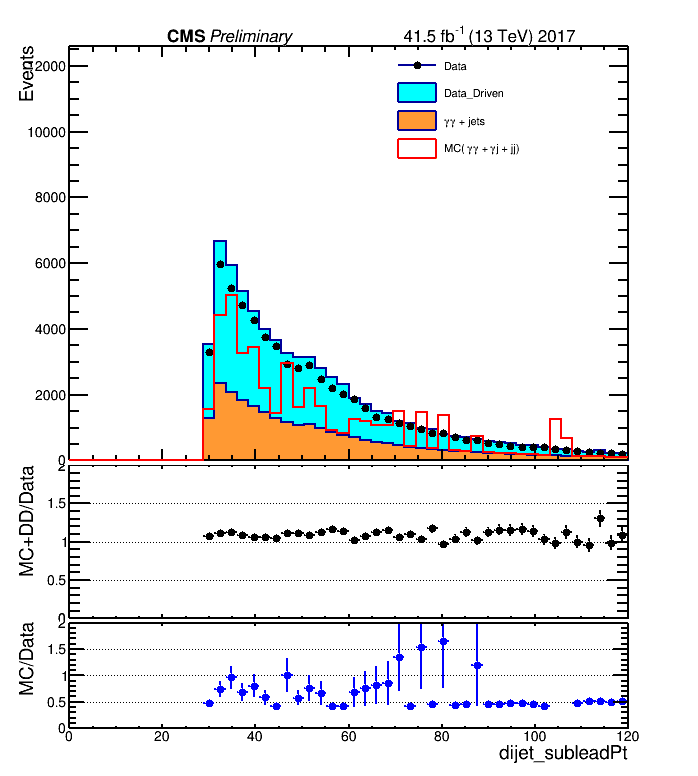 CMS Preliminary 41.5 fb⁻¹ (13 TeV) 2017
Events
12000
10000
8000
6000
4000
2000
0
Data
Data_Driven
γγ + jets
MC( γγ + γj + jj)
MC+DD/Data
2
1.5
1
0.5
0
MC/Data
2
1.5
1
0.5
0
0 20 40 60 80 100 120
dijet_subleadPt